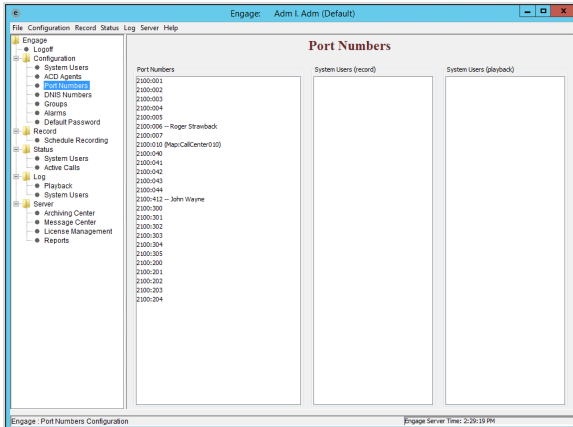 Engage: Adm I. Adm (Default)
File Configuration Record Status Log Server Help
Engage
Logoff
Configuration
System Users
ACD Agents
Port Numbers
DNIS Numbers
Groups
Alarms
Default Password
Record
Schedule Recording
Status
System Users
Active Calls
Log
Playback
System Users
Server
Archiving Center
Message Center
License Management
Reports
Port Numbers
Port Numbers
2100:001
2100:002
2100:003
2100:004
2100:005
2100:006 -- Roger Strawback
2100:007
2100:010 (Map:CallCenter010)
2100:040
2100:041
2100:042
2100:043
2100:044
2100:412 -- John Wayne
2100:300
2100:301
2100:302
2100:303
2100:304
2100:305
2100:200
2100:201
2100:202
2100:203
2100:204
System Users (record)
System Users (playback)
Engage : Port Numbers Configuration
Engage Server Time: 2:29:19 PM